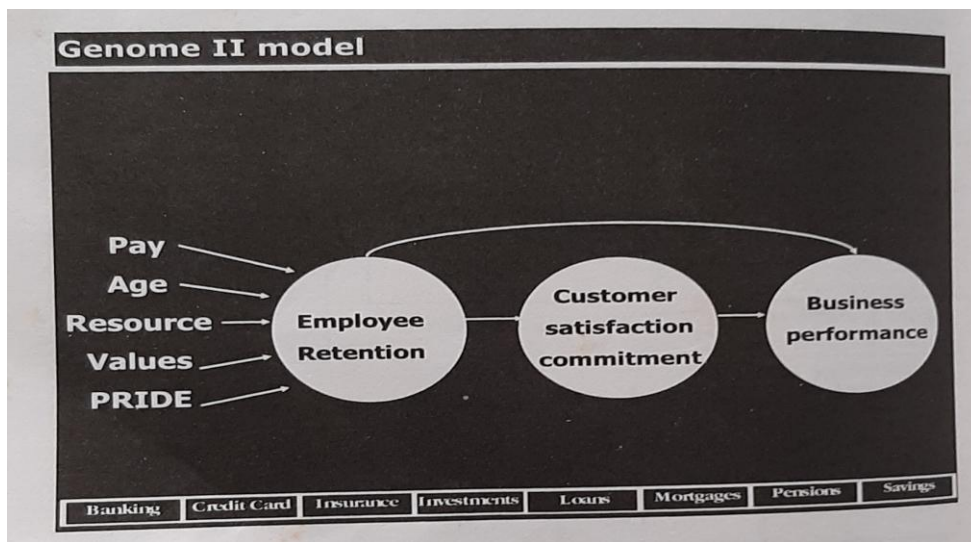 Genome II model
Pay
Age
Resource
Values
PRIDE
Employee
Retention
Customer
satisfaction
commitment
Business
performance
Banking
Credit Card
Insurance
Investments
Loans
Mortgages
Pensions
Savings